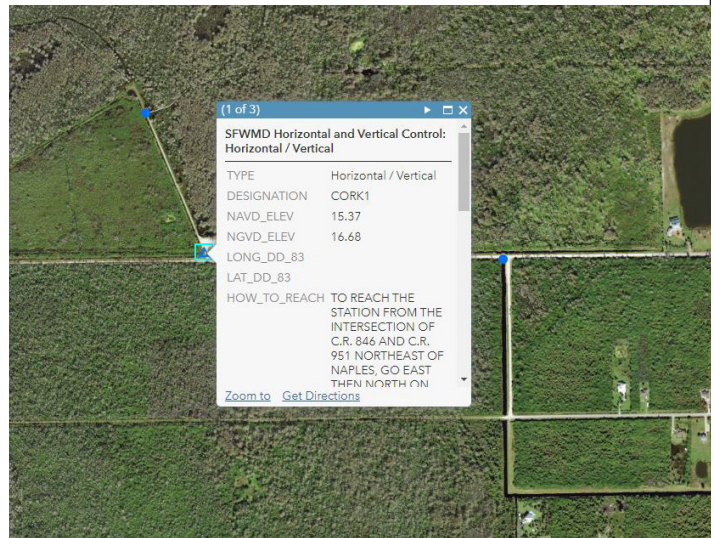 (1 of 3)
SFWMD Horizontal and Vertical Control:
Horizontal / Vertical
TYPE Horizontal / Vertical
DESIGNATION CORK1
NAVD_ELEV 15.37
NGVD_ELEV 16.68
LONG_DD_83
LAT_DD_83
HOW_TO_REACH TO REACH THE
STATION FROM THE
INTERSECTION OF
C.R. 846 AND C.R.
951 NORTHEAST OF
NAPLES, GO EAST
THEN NORTH ON
Zoom to Get Directions